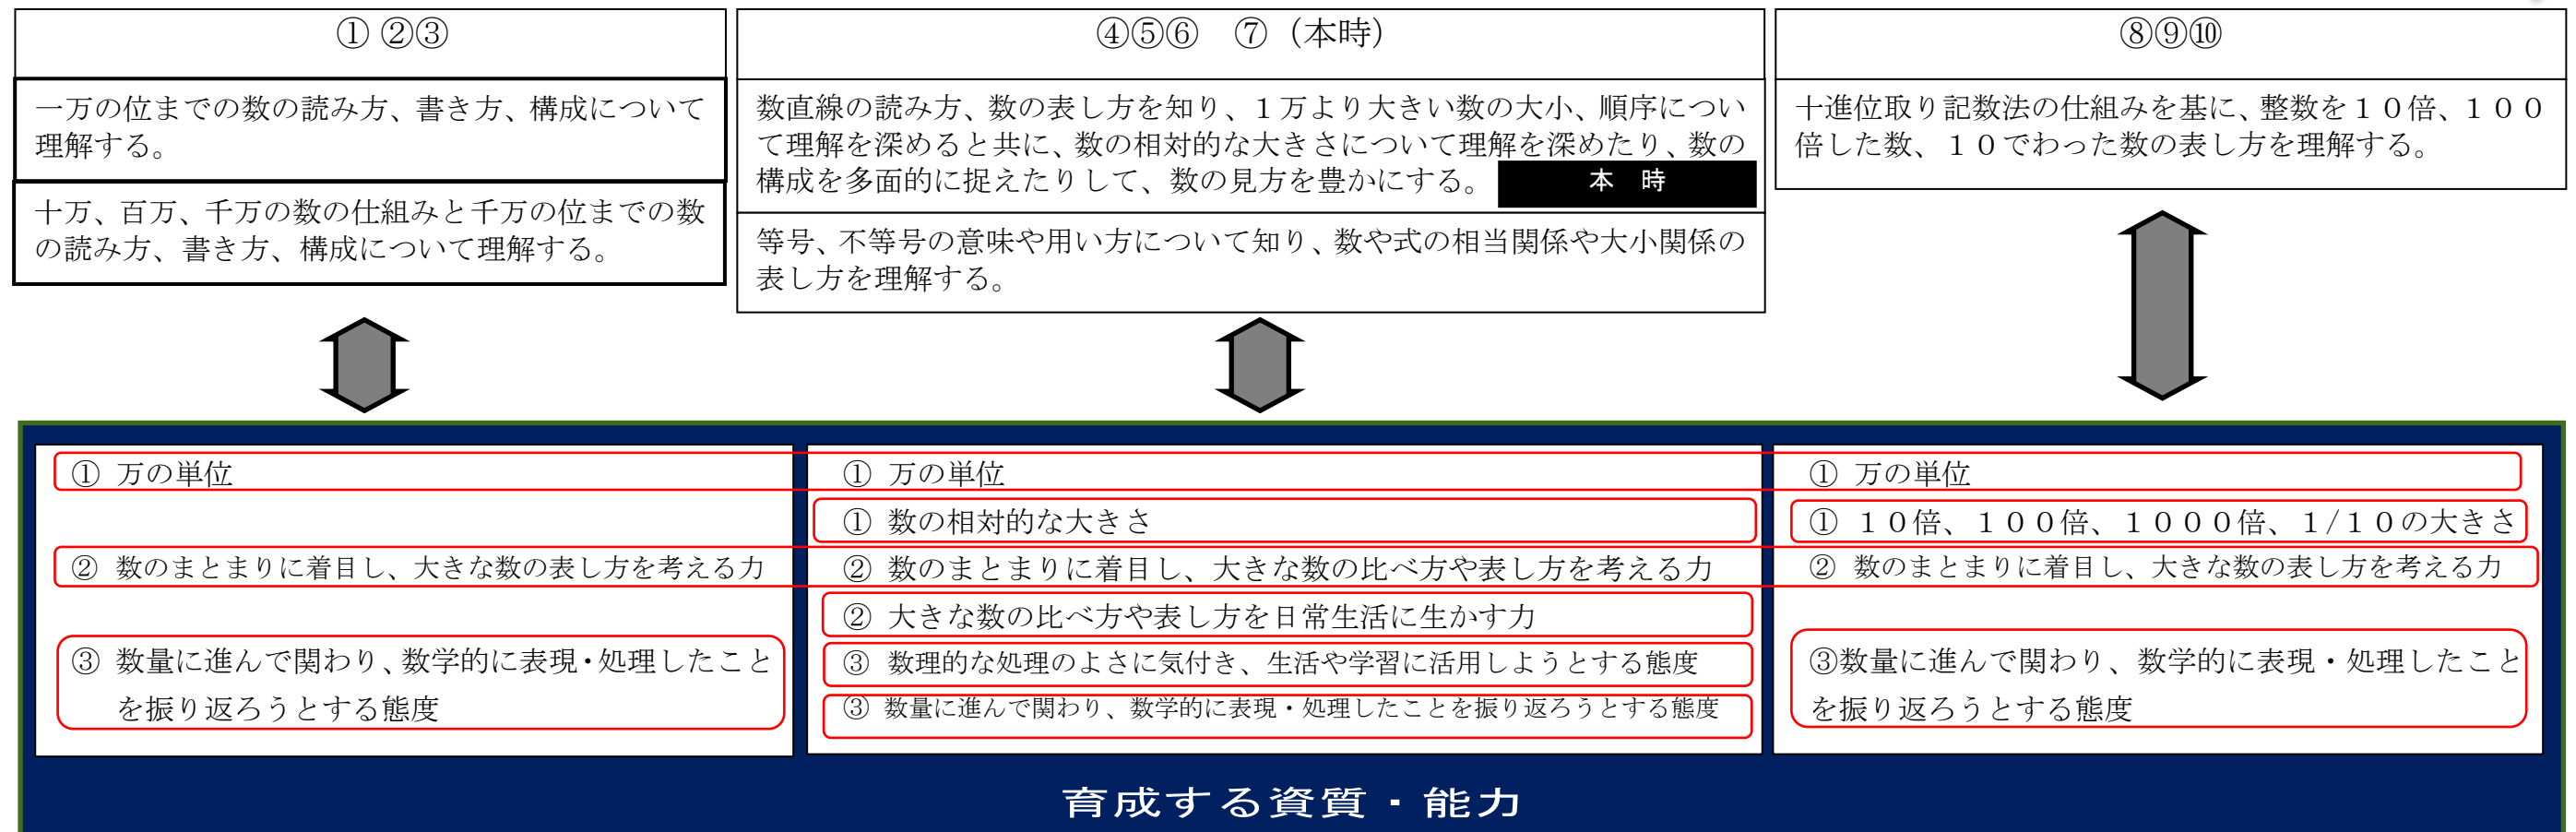 ① ②③
一万の位までの数の読み方、書き方、構成について
理解する。
十万、百万、千万の数の仕組みと千万の位までの数
の読み方、書き方、構成について理解する。
④⑤⑥　⑦（本時）
数直線の読み方、数の表し方を知り、１万より大きい数の大小、順序につい
て理解を深めると共に、数の相対的な大きさについて理解を深めたり、数の
構成を多面的に捉えたりして、数の見方を豊かにする。
本　時
等号、不等号の意味や用い方について知り、数や式の相当関係や大小関係の
表し方を理解する。
⑧⑨⑩
十進位取り記数法の仕組みを基に、整数を１０倍、１００
倍した数、１０でわった数の表し方を理解する。
① 万の単位
② 数のまとまりに着目し、大きな数の表し方を考える力
③ 数量に進んで関わり、数学的に表現・処理したこと
を振り返ろうとする態度
① 万の単位
① 数の相対的な大きさ
② 数のまとまりに着目し、大きな数の比べ方や表し方を考える力
② 大きな数の比べ方や表し方を日常生活に生かす力
③ 数理的な処理のよさに気付き、生活や学習に活用しようとする態度
③ 数量に進んで関わり、数学的に表現・処理したことを振り返ろうとする態度
① 万の単位
① １０倍、１００倍、１０００倍、１/１０の大きさ
② 数のまとまりに着目し、大きな数の表し方を考える力
③数量に進んで関わり、数学的に表現・処理したこと
を振り返ろうとする態度
育成する資質・能力